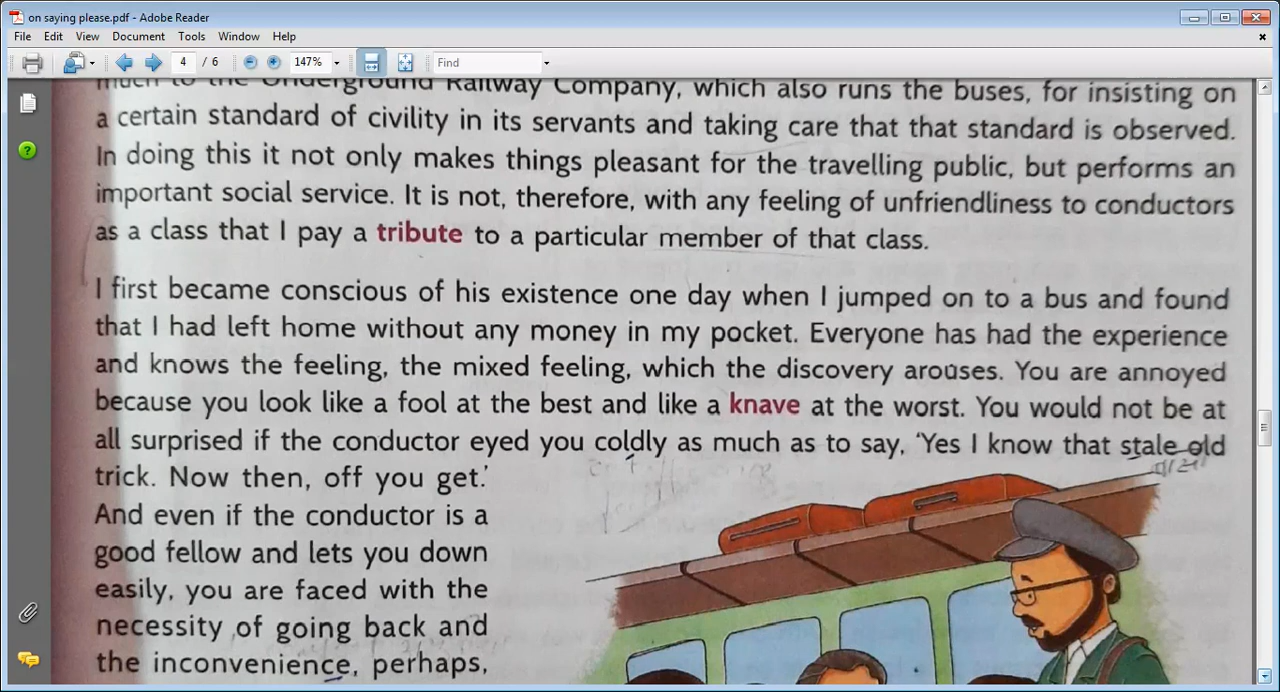 on saying please.pdf - Adobe Reader
File Edit View Document Tools Window Help
4 / 6 147% Find
much to the Underground Railway Company, which also runs the buses, for insisting on
a certain standard of civility in its servants and taking care that that standard is observed.
In doing this it not only makes things pleasant for the travelling public, but performs an
important social service. It is not, therefore, with any feeling of unfriendliness to conductors
as a class that I pay a tribute to a particular member of that class.
I first became conscious of his existence one day when I jumped on to a bus and found
that I had left home without any money in my pocket. Everyone has had the experience
and knows the feeling, the mixed feeling, which the discovery arouses. You are annoyed
because you look like a fool at the best and like a knave at the worst. You would not be at
all surprised if the conductor eyed you coldly as much as to say, ‘Yes I know that stale old
trick. Now then, off you get.’
And even if the conductor is a
good fellow and lets you down
easily, you are faced with the
necessity of going back and
the inconvenience, perhaps,